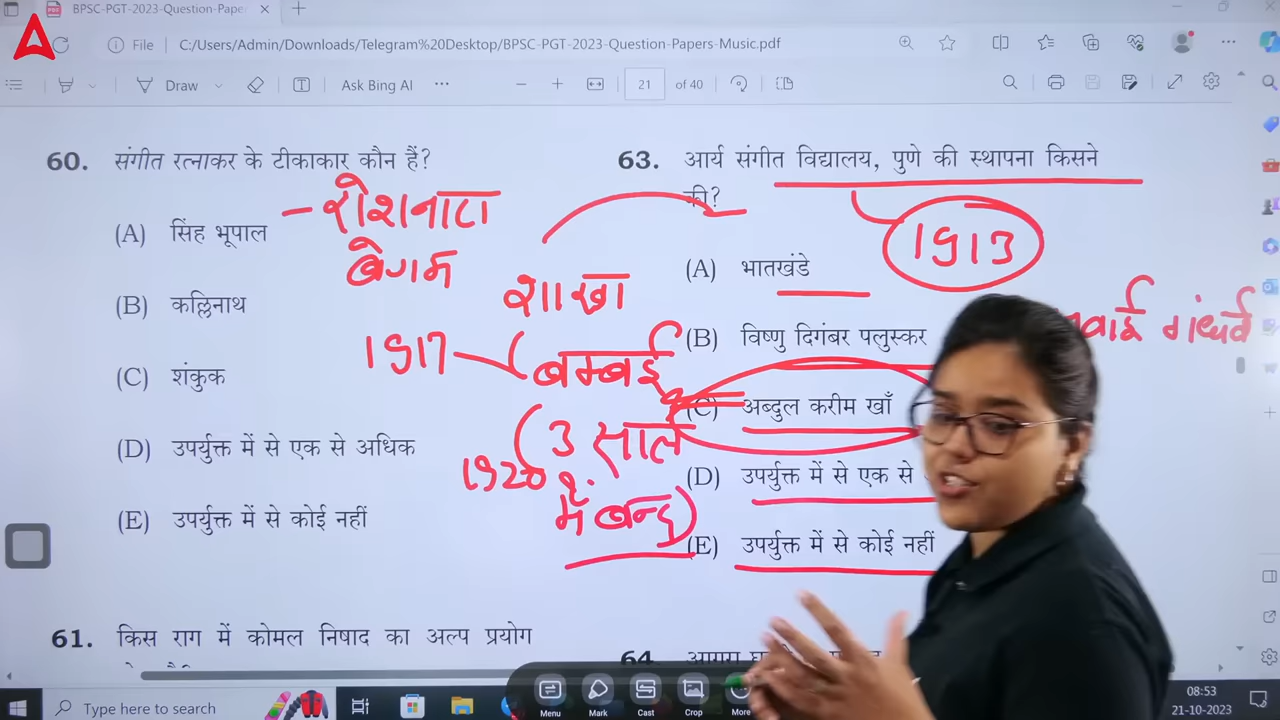 BPSC-PGT-2023-Question-Pape
File
C:/Users/Admin/Downloads/Telegram%20Desktop/BPSC-PGT-2023-Question-Papers-Music.pdf
Draw
Ask Bing AI
21
of 40
60. संगीत रत्नाकर के टीकाकार कौन हैं?
(A) सिंह भूपाल
- रोशनारा
बेगम
(B) कल्लिनाथ
(C) शंकुक
(D) उपर्युक्त में से एक से अधिक
(E) उपर्युक्त में से कोई नहीं
61. किस राग में कोमल निषाद का अल्प प्रयोग
शाखा
1917
बम्बई
3 साल
1920
में बन्द)
63. आर्य संगीत विद्यालय, पुणे की स्थापना किसने
की?
1913
(A) भातखंडे
(B) विष्णु दिगंबर पलुस्कर
गंधर्व
(C) अब्दुल करीम खाँ
(D) उपर्युक्त में से एक से
(E) उपर्युक्त में से कोई नहीं
64.
Type here to search
Menu
Mark
Cast
Crop
More
08:53
21-10-2023